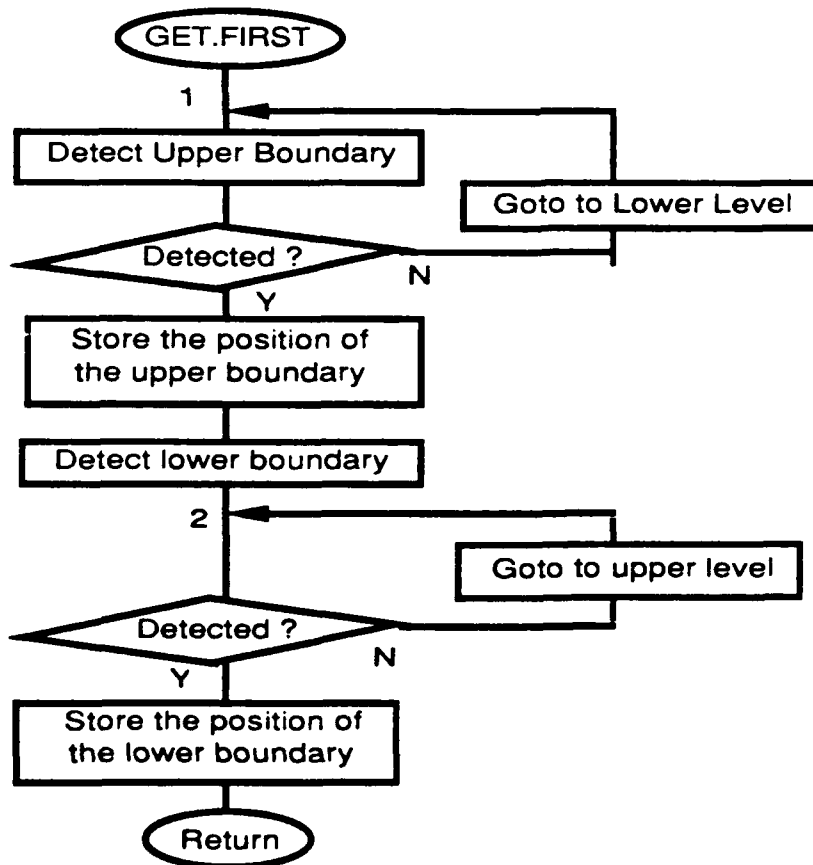 GET.FIRST
1
Detect Upper Boundary
Goto to Lower Level
Detected ?
N
Y
Store the position of
the upper boundary
Detect lower boundary
2
Goto to upper level
Detected ?
N
Y
Store the position of
the lower boundary
Return